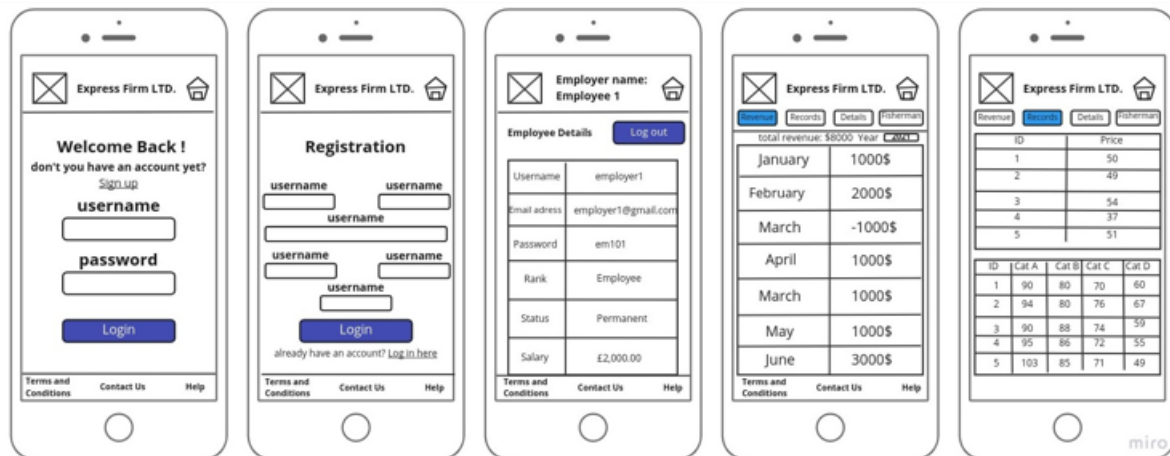 Express Firm LTD.
Welcome Back !
don't you have an account yet?
Sign up
username
password
Login
Terms and
Conditions
Contact Us
Help
Express Firm LTD.
Registration
username username
username
username username
username
Login
already have an account? Log in here
Terms and
Conditions
Contact Us
Help
Employer name:
Employee 1
Employee Details
Log out
Username employer1
Email adress employer1@gmail.com
Password em101
Rank Employee
Status Permanent
Salary £2,000.00
Terms and
Conditions
Contact Us
Help
Express Firm LTD.
Revenue Records Details Fisherman
total revenue: $8000 Year 2021
January 1000$
February 2000$
March -1000$
April 1000$
March 1000$
May 1000$
June 3000$
Terms and
Conditions
Contact Us
Help
Express Firm LTD.
Revenue Records Details Fisherman
ID Price
1 50
2 49
3 54
4 37
5 51
ID Cat A Cat B Cat C Cat D
1 90 80 70 60
2 94 80 76 67
3 90 88 74 59
4 95 86 72 55
5 103 85 71 49
Terms and
Conditions
Contact Us
Help
miro